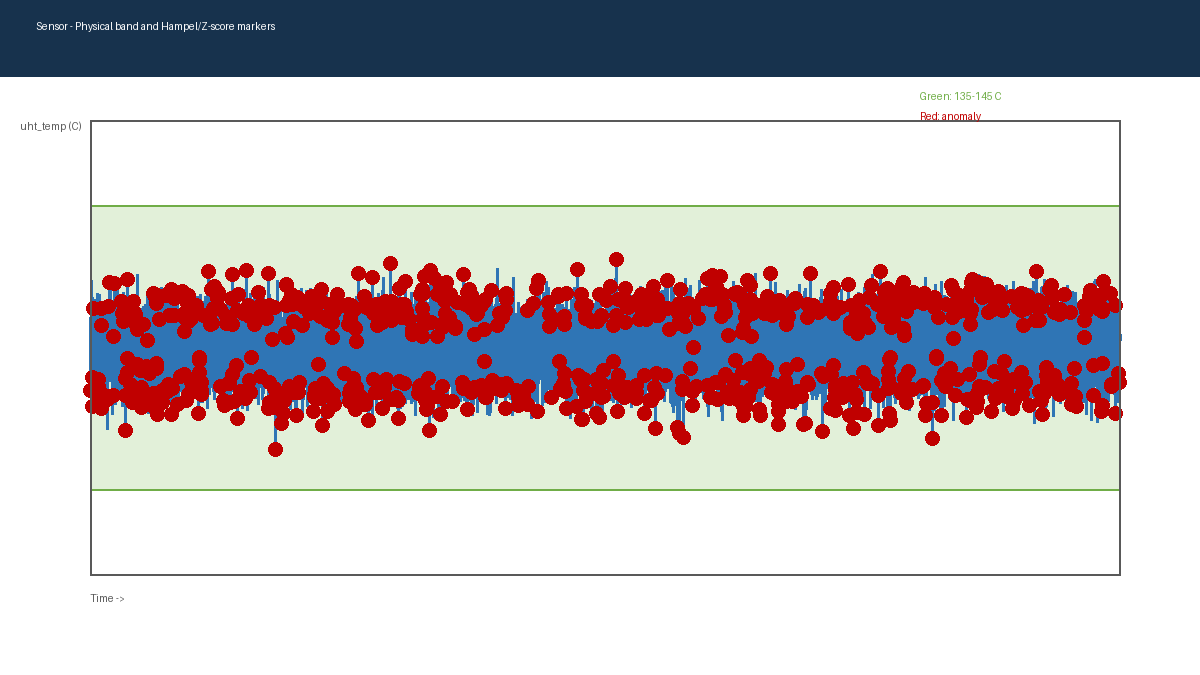 Sensor - Physical band and Hampel/Z-score markers
Green: 135-145 C
Red: anomaly
uht_temp (C)
Time ->